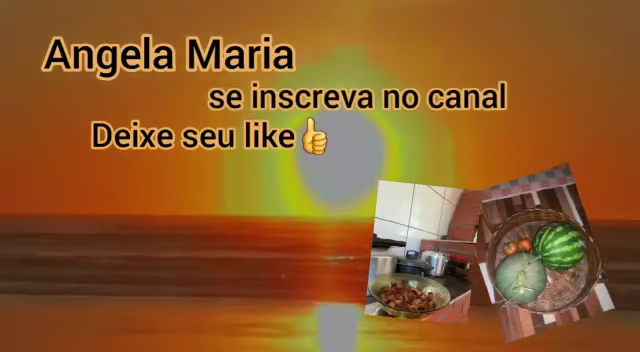 Angela Maria
se inscreva no canal
Deixe seu like👍